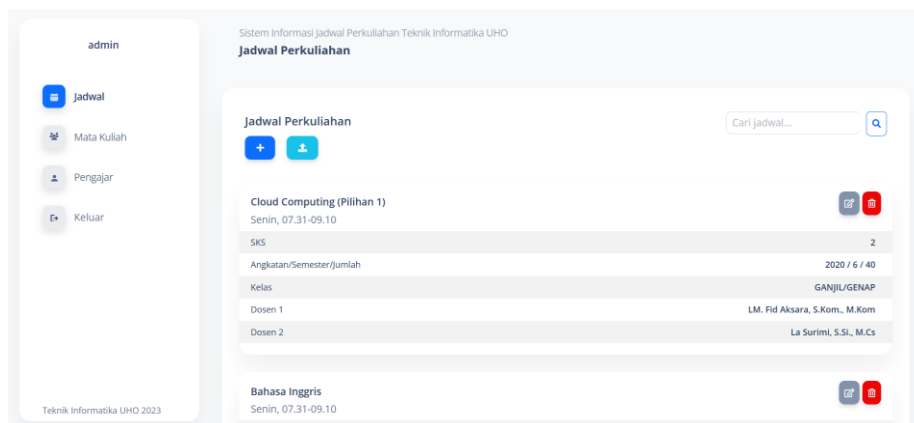 admin
Jadwal
Mata Kuliah
Pengajar
Keluar
Teknik Informatika UHO 2023
Sistem Informasi Jadwal Perkuliahan Teknik Informatika UHO
Jadwal Perkuliahan
Jadwal Perkuliahan
Cari jadwal...
Cloud Computing (Pilihan 1)
Senin, 07.31-09.10
SKS 2
Angkatan/Semester/Jumlah 2020 / 6 / 40
Kelas GANJIL/GENAP
Dosen 1 LM. Fid Aksara, S.Kom., M.Kom
Dosen 2 La Surimi, S.Si., M.Cs
Bahasa Inggris
Senin, 07.31-09.10